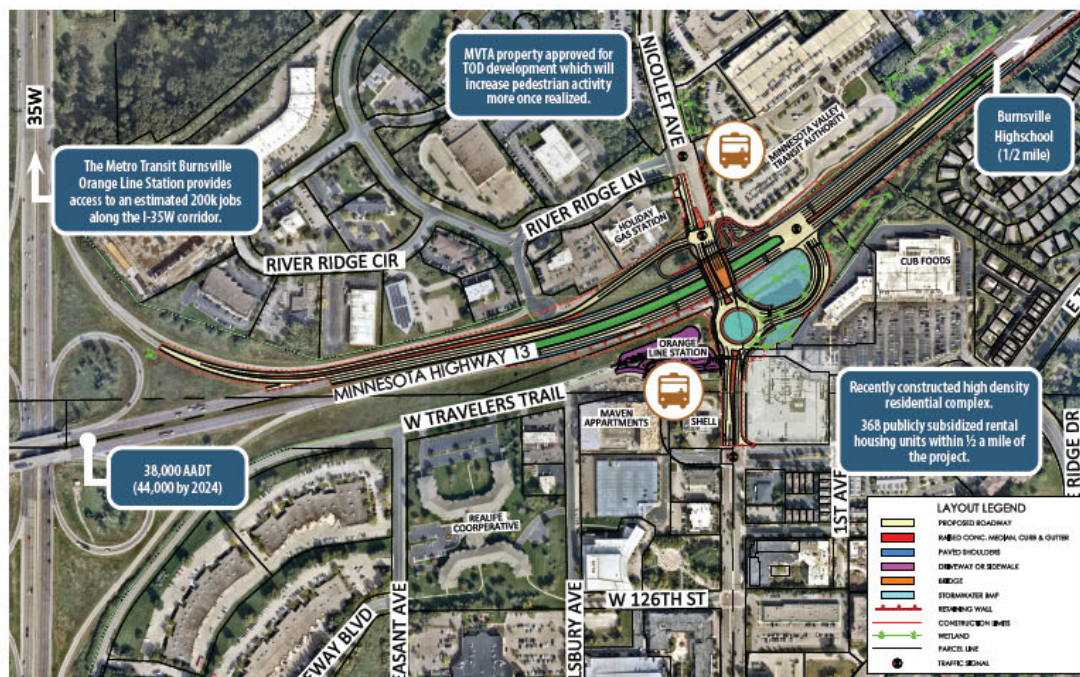 35W
MVTA property approved for
TOD development which will
increase pedestrian activity
more once realized.
NICOLLET AVE
MINNESOTA VALLEY
TRANSIT AUTHORITY
Burnsville
Highschool
(1/2 mile)
The Metro Transit Burnsville
Orange Line Station provides
access to an estimated 200k jobs
along the I-35W corridor.
RIVER RIDGE LN
HOLIDAY
GAS STATION
RIVER RIDGE CIR
CUB FOODS
MINNESOTA HIGHWAY 13
ORANGE
LINE STATION
W TRAVELERS TRAIL
MAVEN
APPARTMENTS
SHELL
Recently constructed high density
residential complex.
368 publicly subsidized rental
housing units within ½ a mile of
the project.
E RIDGE DR
38,000 AADT
(44,000 by 2024)
REALIFE
COORPERATIVE
1ST AVE
W 126TH ST
EWAY BLVD
EASANT AVE
LSBURY AVE
LAYOUT LEGEND
PROPOSED ROADWAY
RAISED CONC. MEDIAN, CURB & GUTTER
PAVED SHOULDERS
DRIVEWAY OR SIDEWALK
BRIDGE
STORMWATER BMP
RETAINING WALL
CONSTRUCTION LIMITS
WETLAND
PARCEL LINE
TRAFFIC SIGNAL